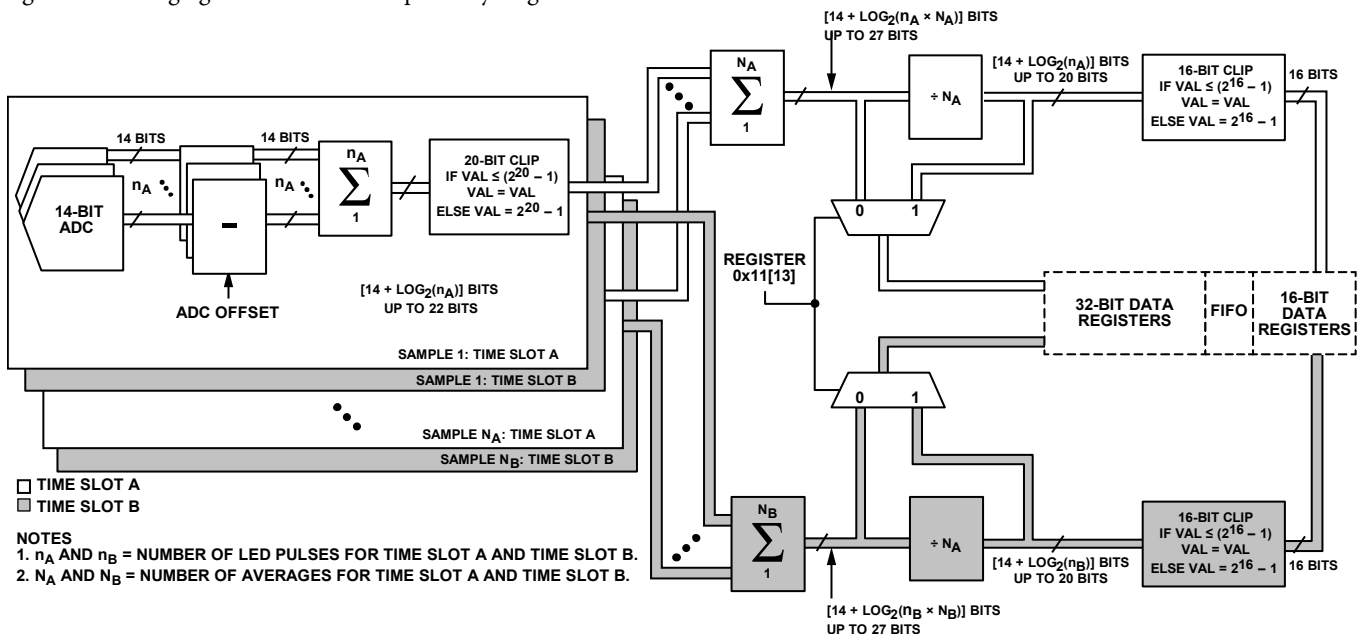 [14 + LOG2(nA × NA)] BITS
UP TO 27 BITS
[14 + LOG2(nA)] BITS
UP TO 20 BITS
NA
Σ
1
÷ NA
16-BIT CLIP
IF VAL ≤ (2^16 – 1)
VAL = VAL
ELSE VAL = 2^16 – 1
16 BITS
14 BITS
14 BITS
nA
nA
14-BIT
ADC
–
ADC OFFSET
nA
Σ
1
20-BIT CLIP
IF VAL ≤ (2^20 – 1)
VAL = VAL
ELSE VAL = 2^20 – 1
[14 + LOG2(nA)] BITS
UP TO 22 BITS
SAMPLE 1: TIME SLOT A
SAMPLE 1: TIME SLOT B
SAMPLE NA: TIME SLOT A
SAMPLE NB: TIME SLOT B
0 1
REGISTER
0x11[13]
32-BIT DATA
REGISTERS
FIFO
16-BIT
DATA
REGISTERS
0 1
TIME SLOT A
TIME SLOT B
NOTES
1. nA AND nB = NUMBER OF LED PULSES FOR TIME SLOT A AND TIME SLOT B.
2. NA AND NB = NUMBER OF AVERAGES FOR TIME SLOT A AND TIME SLOT B.
NB
Σ
1
÷ NA
[14 + LOG2(nB)] BITS
UP TO 20 BITS
16-BIT CLIP
IF VAL ≤ (2^16 – 1)
VAL = VAL
ELSE VAL = 2^16 – 1
16 BITS
[14 + LOG2(nB × NB)] BITS
UP TO 27 BITS